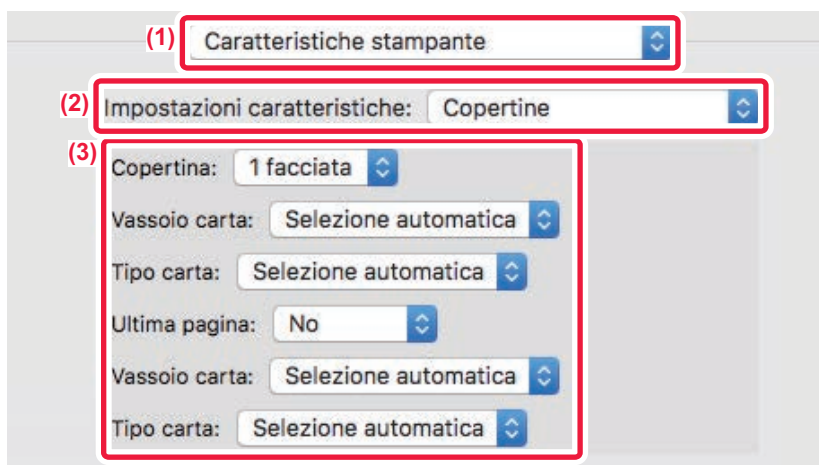 (1) Caratteristiche stampante
(2) Impostazioni caratteristiche: Copertine
(3)
Copertina: 1 facciata
Vassoio carta: Selezione automatica
Tipo carta: Selezione automatica
Ultima pagina: No
Vassoio carta: Selezione automatica
Tipo carta: Selezione automatica